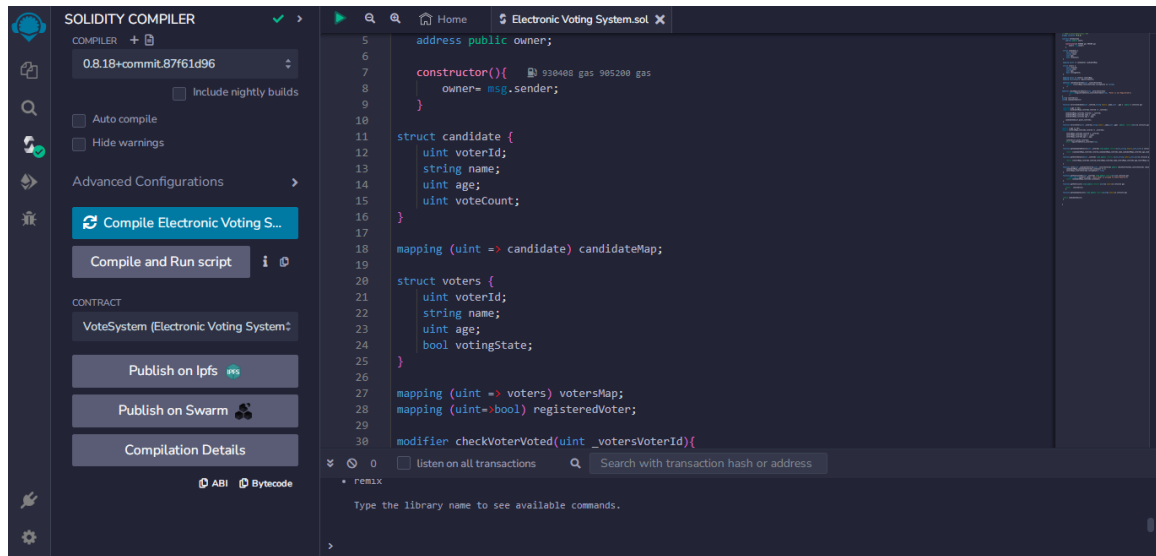 SOLIDITY COMPILER
COMPILER
0.8.18+commit.87f61d96
Include nightly builds
Auto compile
Hide warnings
Advanced Configurations
Compile Electronic Voting S...
Compile and Run script
CONTRACT
VoteSystem (Electronic Voting System
Publish on Ipfs
IPFS
Publish on Swarm
Compilation Details
ABI Bytecode
Home Electronic Voting System.sol
5 address public owner;
6
7 constructor(){ 930408 gas 905200 gas
8 owner= msg.sender;
9 }
10
11 struct candidate {
12 uint voterId;
13 string name;
14 uint age;
15 uint voteCount;
16 }
17
18 mapping (uint => candidate) candidateMap;
19
20 struct voters {
21 uint voterId;
22 string name;
23 uint age;
24 bool votingState;
25 }
26
27 mapping (uint => voters) votersMap;
28 mapping (uint=>bool) registeredVoter;
29
30 modifier checkVoterVoted(uint _votersVoterId){
0 listen on all transactions Search with transaction hash or address
• remix
Type the library name to see available commands.
>